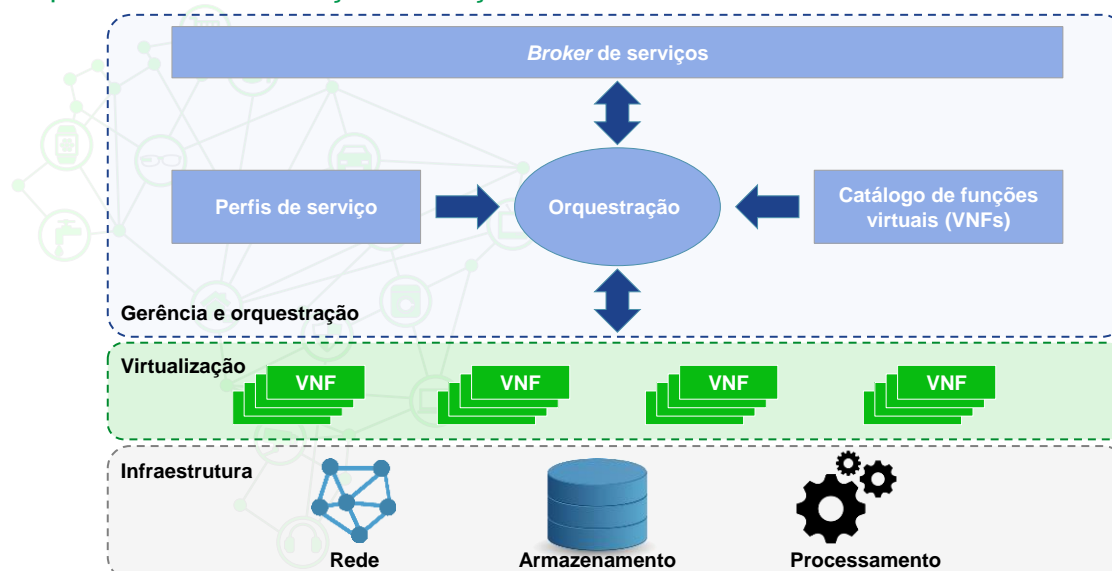 Broker de serviços
Perfis de serviço
Orquestração
Catálogo de funções
virtuais (VNFs)
Gerência e orquestração
Virtualização
VNF
VNF
VNF
VNF
Infraestrutura
Rede
Armazenamento
Processamento